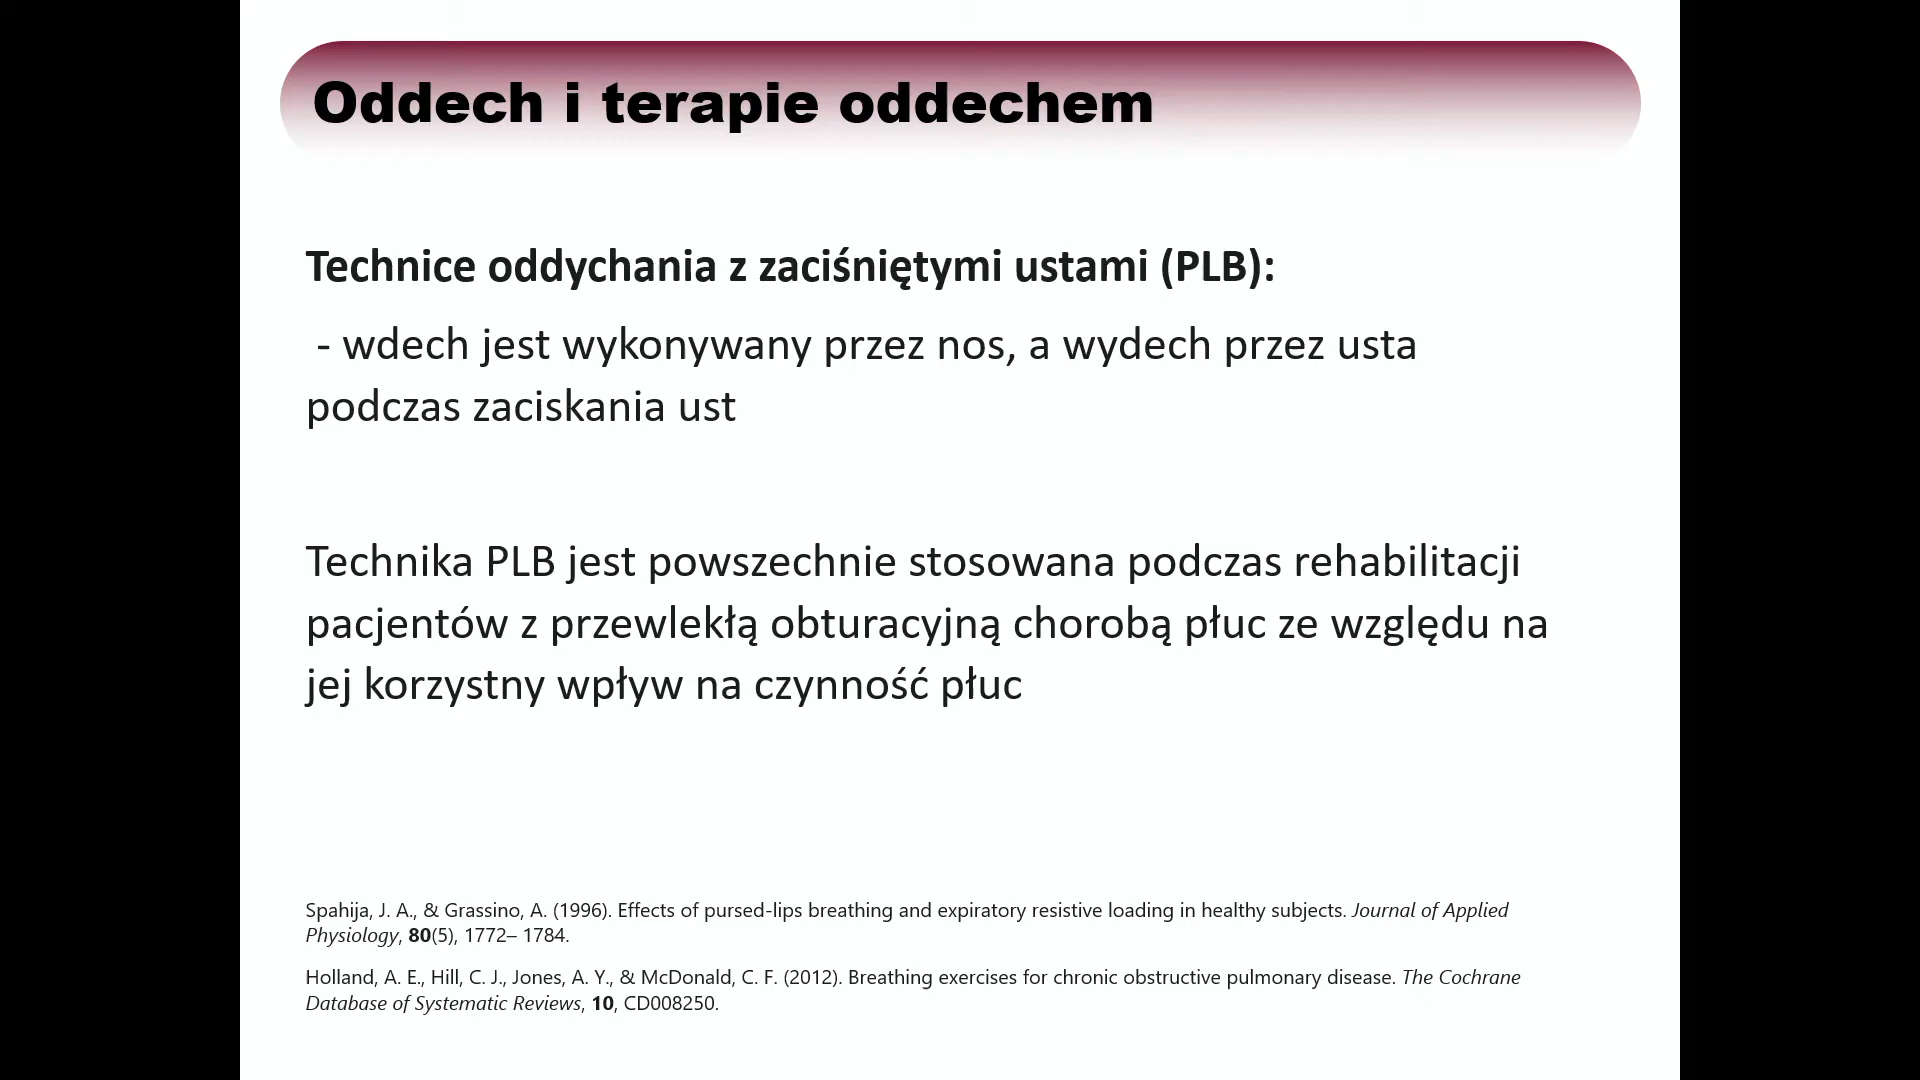 Oddech i terapie oddechem
Technice oddychania z zaciśniętymi ustami (PLB):
- wdech jest wykonywany przez nos, a wydech przez usta
podczas zaciskania ust
Technika PLB jest powszechnie stosowana podczas rehabilitacji
pacjentów z przewlekłą obturacyjną chorobą płuc ze względu na
jej korzystny wpływ na czynność płuc
Spahija, J. A., & Grassino, A. (1996). Effects of pursed-lips breathing and expiratory resistive loading in healthy subjects. Journal of Applied
Physiology, 80(5), 1772– 1784.
Holland, A. E., Hill, C. J., Jones, A. Y., & McDonald, C. F. (2012). Breathing exercises for chronic obstructive pulmonary disease. The Cochrane
Database of Systematic Reviews, 10, CD008250.